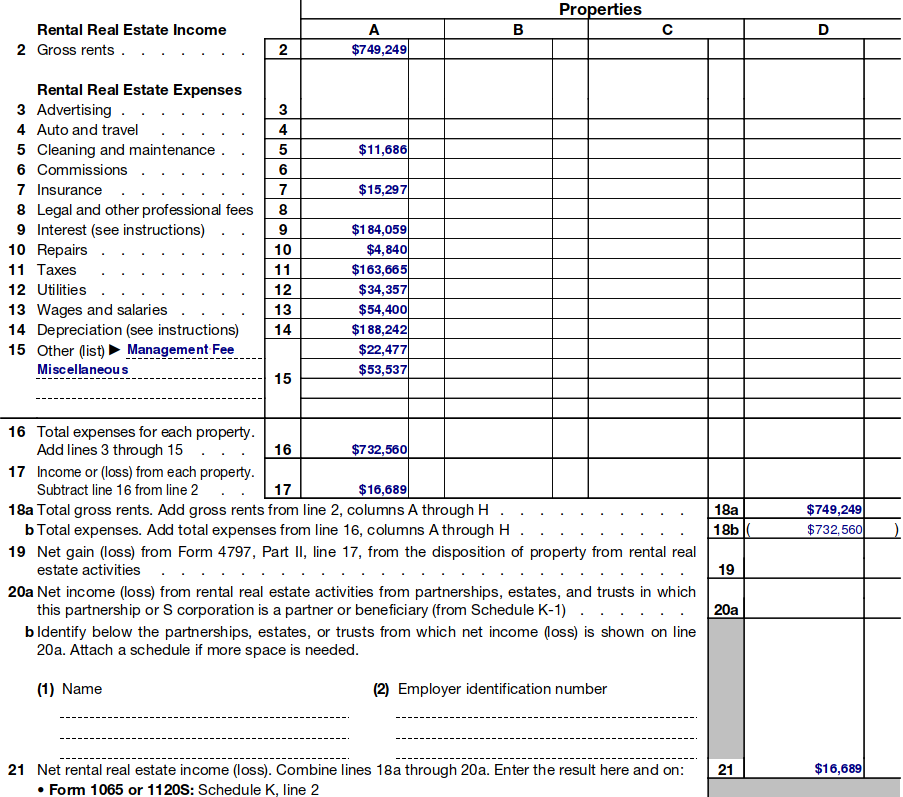 Properties
Rental Real Estate Income A B C D
2 Gross rents . . . . . . . 2 $749,249
Rental Real Estate Expenses
3 Advertising . . . . . . . 3
4 Auto and travel . . . . . 4
5 Cleaning and maintenance . . 5 $11,686
6 Commissions . . . . . . 6
7 Insurance . . . . . . . 7 $15,297
8 Legal and other professional fees 8
9 Interest (see instructions) . . 9 $184,059
10 Repairs . . . . . . . . 10 $4,840
11 Taxes . . . . . . . . 11 $163,665
12 Utilities . . . . . . . . 12 $34,357
13 Wages and salaries . . . . 13 $54,400
14 Depreciation (see instructions) 14 $188,242
15 Other (list) ▶ Management Fee $22,477
Miscellaneous 15 $53,537
16 Total expenses for each property.
Add lines 3 through 15 . . . 16 $732,560
17 Income or (loss) from each property.
Subtract line 16 from line 2 . . 17 $16,689
18a Total gross rents. Add gross rents from line 2, columns A through H . . . . . . . . . 18a $749,249
b Total expenses. Add total expenses from line 16, columns A through H . . . . . . . . 18b ( $732,560 )
19 Net gain (loss) from Form 4797, Part II, line 17, from the disposition of property from rental real
estate activities . . . . . . . . . . . . . . . . . . . . . . . . . . 19
20a Net income (loss) from rental real estate activities from partnerships, estates, and trusts in which
this partnership or S corporation is a partner or beneficiary (from Schedule K-1) . . . . . . 20a
b Identify below the partnerships, estates, or trusts from which net income (loss) is shown on line
20a. Attach a schedule if more space is needed.
(1) Name (2) Employer identification number
21 Net rental real estate income (loss). Combine lines 18a through 20a. Enter the result here and on: 21 $16,689
• Form 1065 or 1120S: Schedule K, line 2